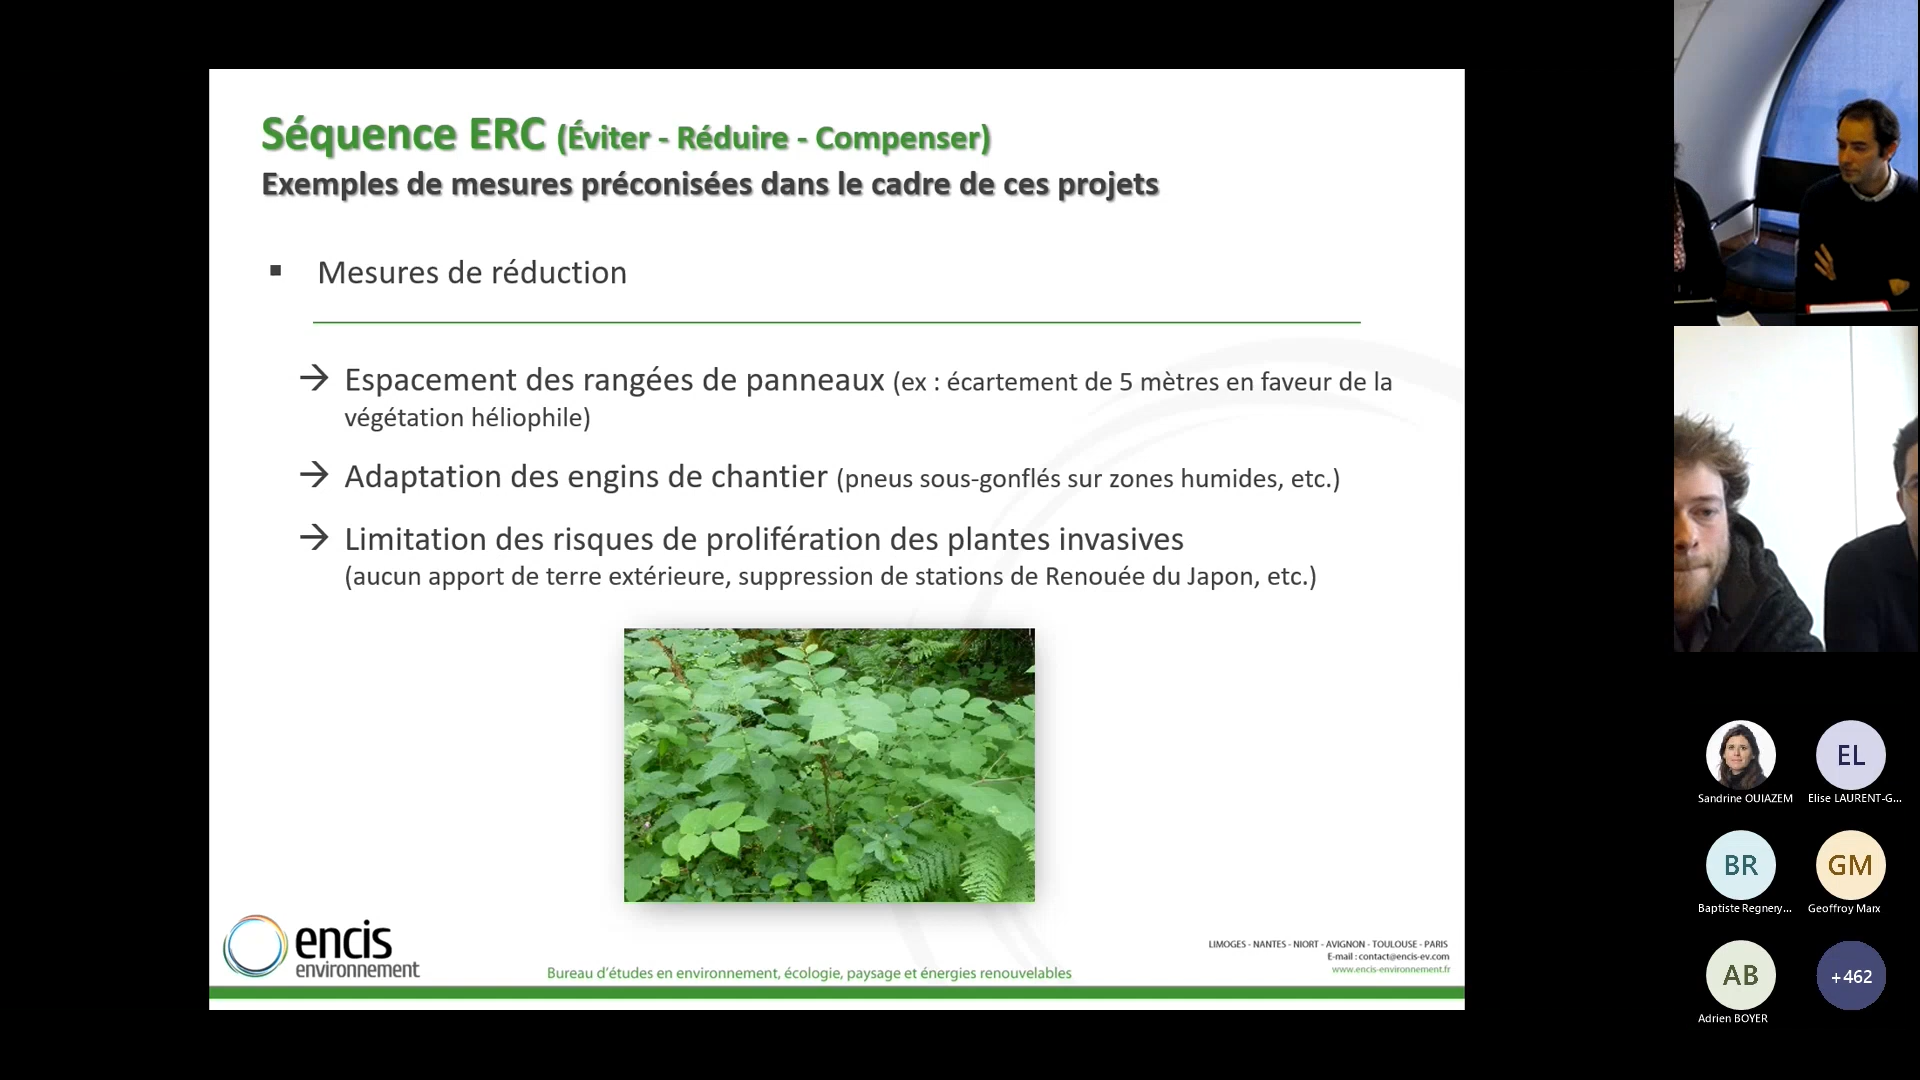 Séquence ERC (Éviter - Réduire - Compenser)
Exemples de mesures préconisées dans le cadre de ces projets
▪ Mesures de réduction
→ Espacement des rangées de panneaux (ex : écartement de 5 mètres en faveur de la
végétation héliophile)
→ Adaptation des engins de chantier (pneus sous-gonflés sur zones humides, etc.)
→ Limitation des risques de prolifération des plantes invasives
(aucun apport de terre extérieure, suppression de stations de Renouée du Japon, etc.)
encis
environnement
Bureau d'études en environnement, écologie, paysage et énergies renouvelables
LIMOGES - NANTES - NIORT - AVIGNON - TOULOUSE - PARIS
E-mail : contact@encis-ev.com
www.encis-environnement.fr
Sandrine OUIAZEM
EL
Elise LAURENT-G...
BR
Baptiste Regnery...
GM
Geoffroy Marx
AB
Adrien BOYER
+462